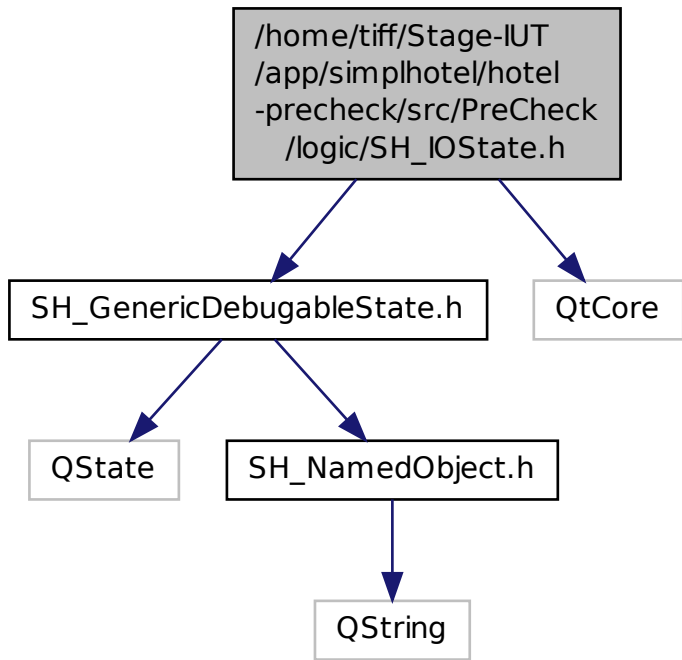 /home/tiff/Stage-IUT
/app/simplhotel/hotel
-precheck/src/PreCheck
/logic/SH_IOState.h
SH_GenericDebugableState.h
QtCore
QState
SH_NamedObject.h
QString